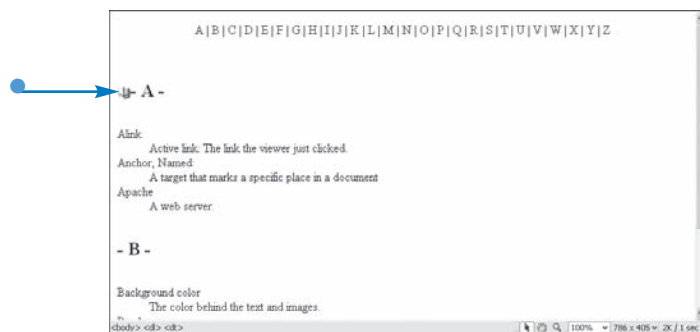 A|B|C|D|E|F|G|H|I|J|K|L|M|N|O|P|Q|R|S|T|U|V|W|X|Y|Z
- A -
Alink
Active link: The link the viewer just clicked.
Anchor, Named:
A target that marks a specific place in a document
Apache
A web server.
- B -
Background color
The color behind the text and images.
<body> <dl> <dt>
100%
786 x 405
2K / 1 sec